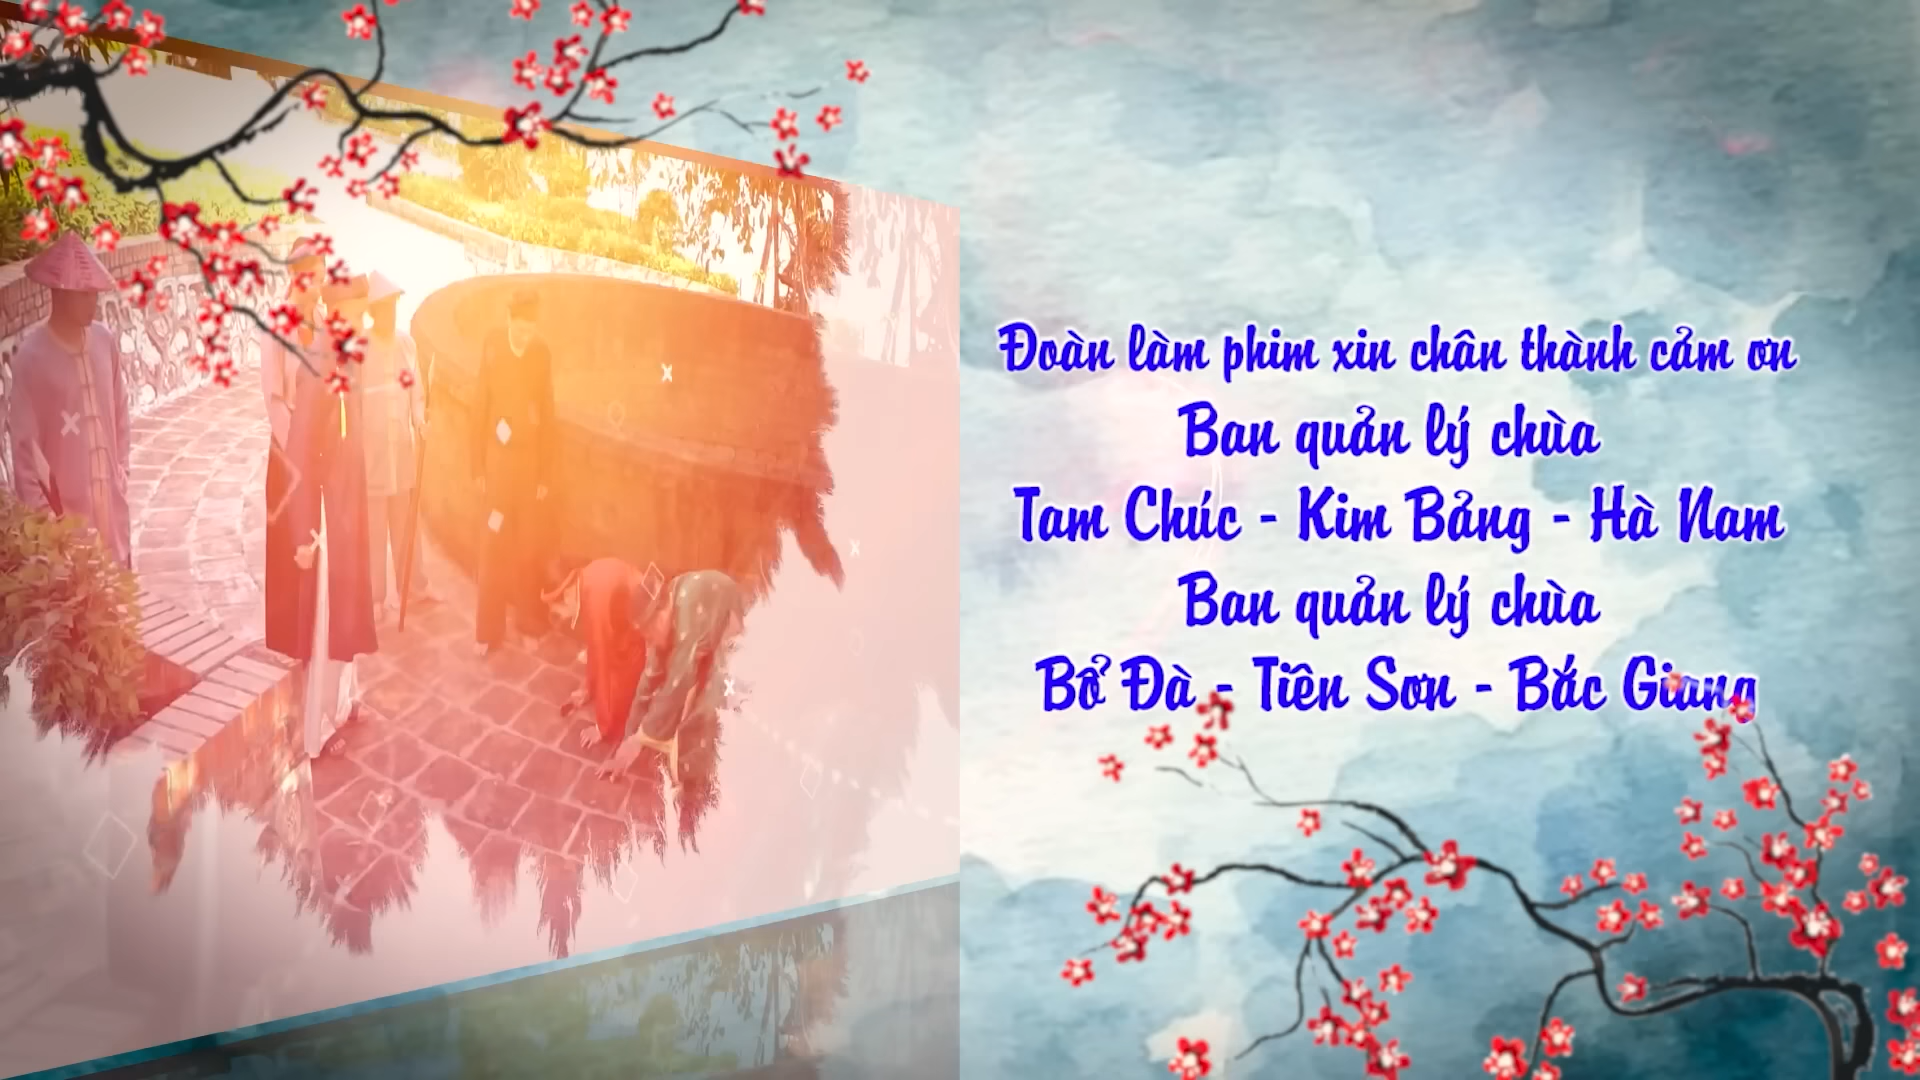 Đoàn làm phim xin chân thành cảm ơn
Ban quản lý chùa
Tam Chúc - Kim Bảng - Hà Nam
Ban quản lý chùa
Bổ Đà - Tiên Sơn - Bắc Giang